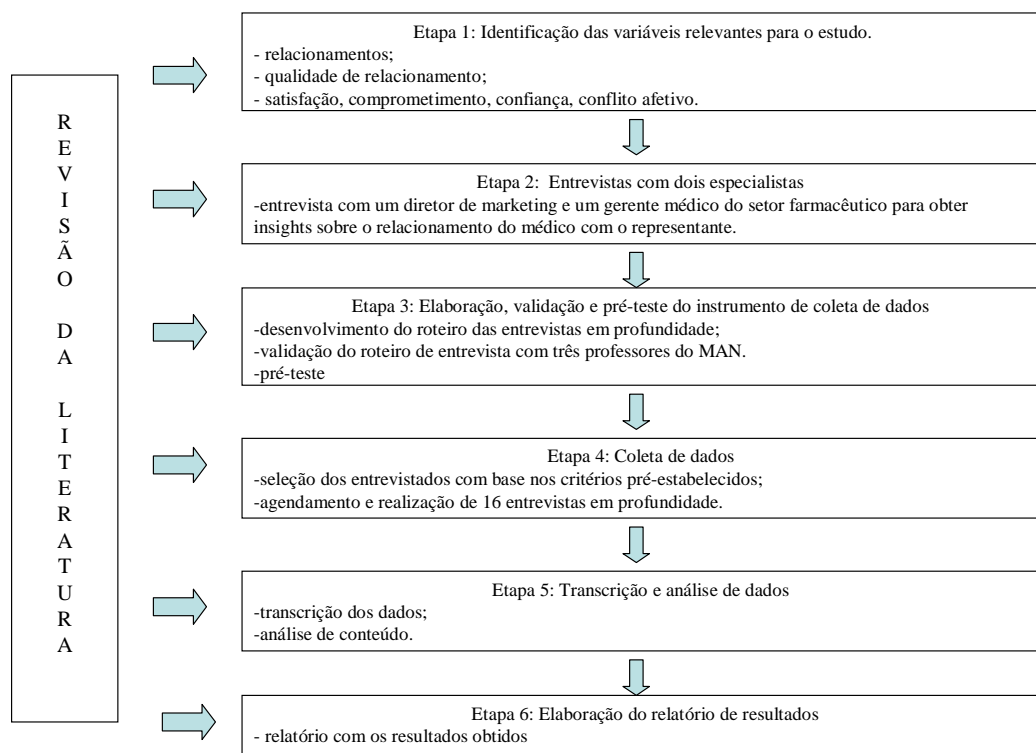 REVISÃO DA LITERATURA
Etapa 1: Identificação das variáveis relevantes para o estudo.
- relacionamentos;
- qualidade de relacionamento;
- satisfação, comprometimento, confiança, conflito afetivo.
Etapa 2:  Entrevistas com dois especialistas
-entrevista com um diretor de marketing e um gerente médico do setor farmacêutico para obter
insights sobre o relacionamento do médico com o representante.
Etapa 3: Elaboração, validação e pré-teste do instrumento de coleta de dados
-desenvolvimento do roteiro das entrevistas em profundidade;
-validação do roteiro de entrevista com três professores do MAN.
-pré-teste
Etapa 4: Coleta de dados
-seleção dos entrevistados com base nos critérios pré-estabelecidos;
-agendamento e realização de 16 entrevistas em profundidade.
Etapa 5: Transcrição e análise de dados
-transcrição dos dados;
-análise de conteúdo.
Etapa 6: Elaboração do relatório de resultados
- relatório com os resultados obtidos